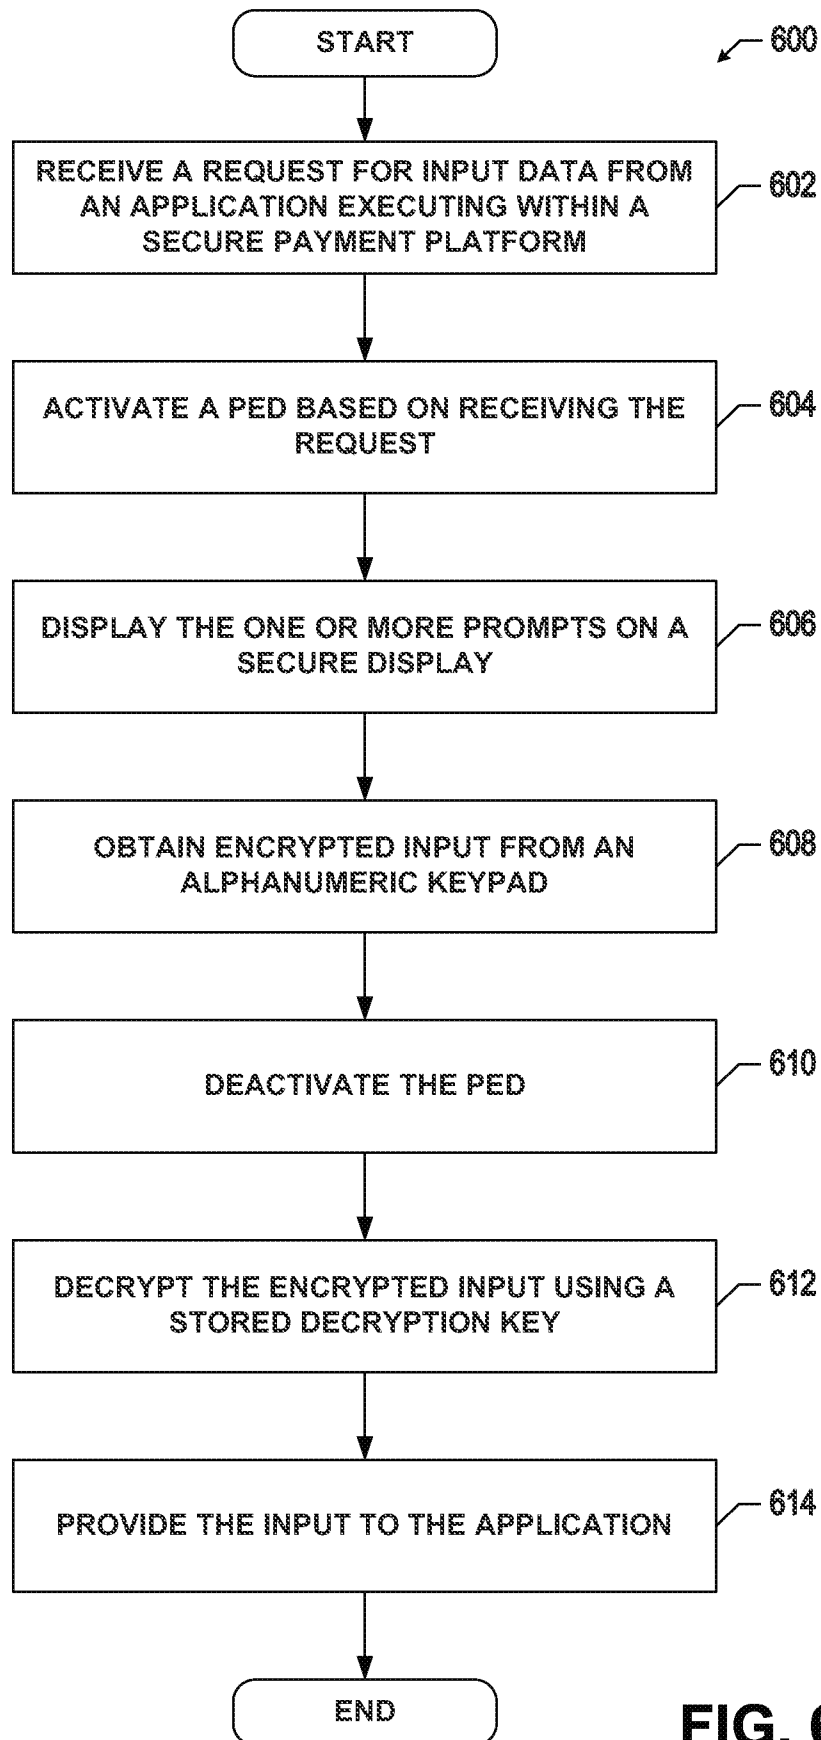 START
600
RECEIVE A REQUEST FOR INPUT DATA FROM
AN APPLICATION EXECUTING WITHIN A
SECURE PAYMENT PLATFORM
602
ACTIVATE A PED BASED ON RECEIVING THE
REQUEST
604
DISPLAY THE ONE OR MORE PROMPTS ON A
SECURE DISPLAY
606
OBTAIN ENCRYPTED INPUT FROM AN
ALPHANUMERIC KEYPAD
608
DEACTIVATE THE PED
610
DECRYPT THE ENCRYPTED INPUT USING A
STORED DECRYPTION KEY
612
PROVIDE THE INPUT TO THE APPLICATION
614
END
FIG. 6